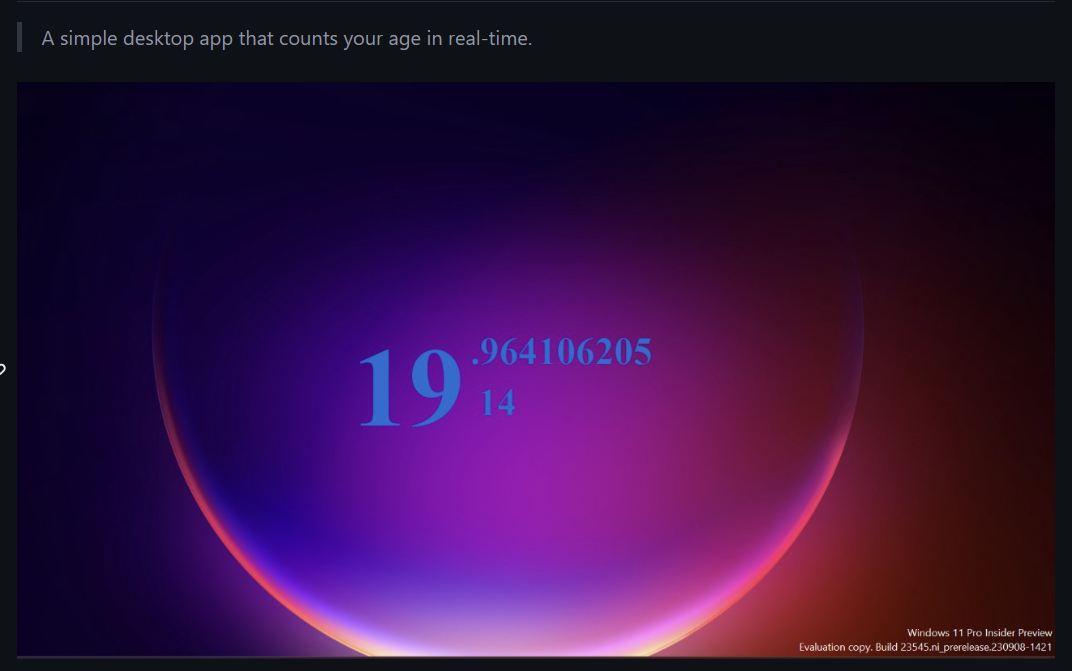 A simple desktop app that counts your age in real-time.
19 .964106205
14
Windows 11 Pro Insider Preview
Evaluation copy. Build 23545.ni_prerelease.230908-1421